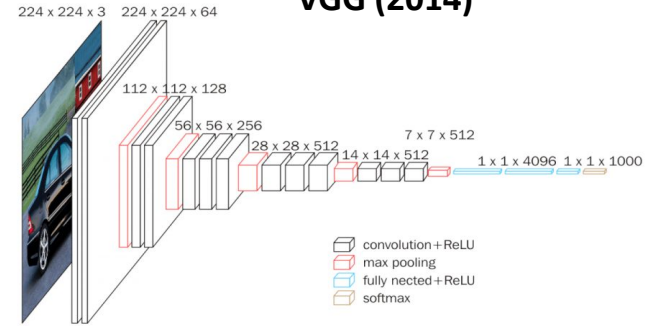 VGG (2014)
224 x 224 x 3
224 x 224 x 64
112 x 112 x 128
56 x 56 x 256
28 x 28 x 512
14 x 14 x 512
7 x 7 x 512
1 x 1 x 4096
1 x 1 x 1000
convolution+ReLU
max pooling
fully nected+ReLU
softmax